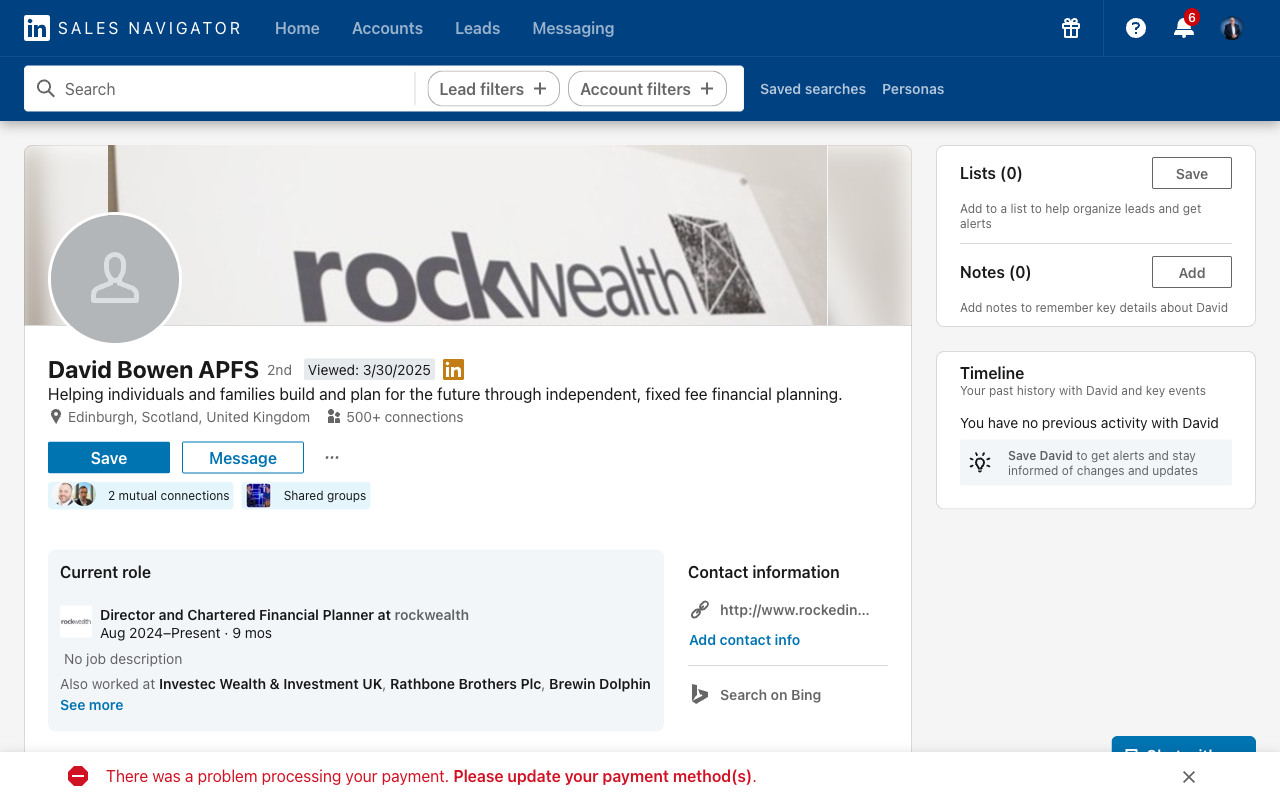 in SALES NAVIGATOR Home Accounts Leads Messaging 6
Search Lead filters + Account filters + Saved searches Personas
rockwealth
David Bowen APFS 2nd Viewed: 3/30/2025 in
Helping individuals and families build and plan for the future through independent, fixed fee financial planning.
Edinburgh, Scotland, United Kingdom 500+ connections
Save Message ...
2 mutual connections Shared groups
Current role
rockwealth
Director and Chartered Financial Planner at rockwealth
Aug 2024–Present · 9 mos
No job description
Also worked at Investec Wealth & Investment UK, Rathbone Brothers Plc, Brewin Dolphin
See more
Contact information
http://www.rockedin...
Add contact info
Search on Bing
Lists (0) Save
Add to a list to help organize leads and get
alerts
Notes (0) Add
Add notes to remember key details about David
Timeline
Your past history with David and key events
You have no previous activity with David
Save David to get alerts and stay
informed of changes and updates
There was a problem processing your payment. Please update your payment method(s).